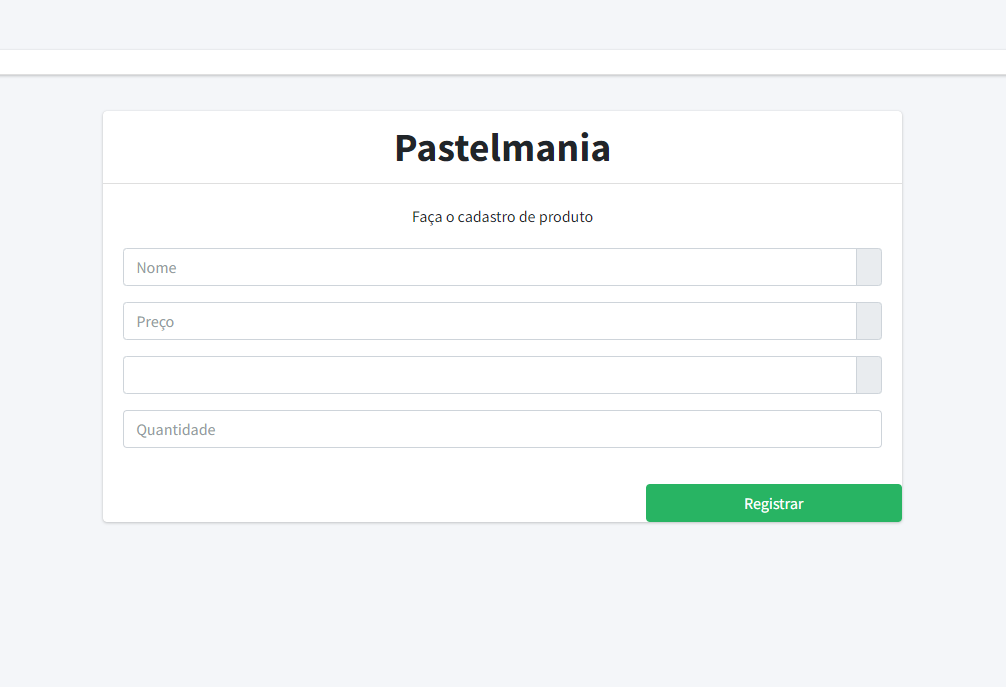 Pastelmania
Faça o cadastro de produto
Nome
Preço
Quantidade
Registrar